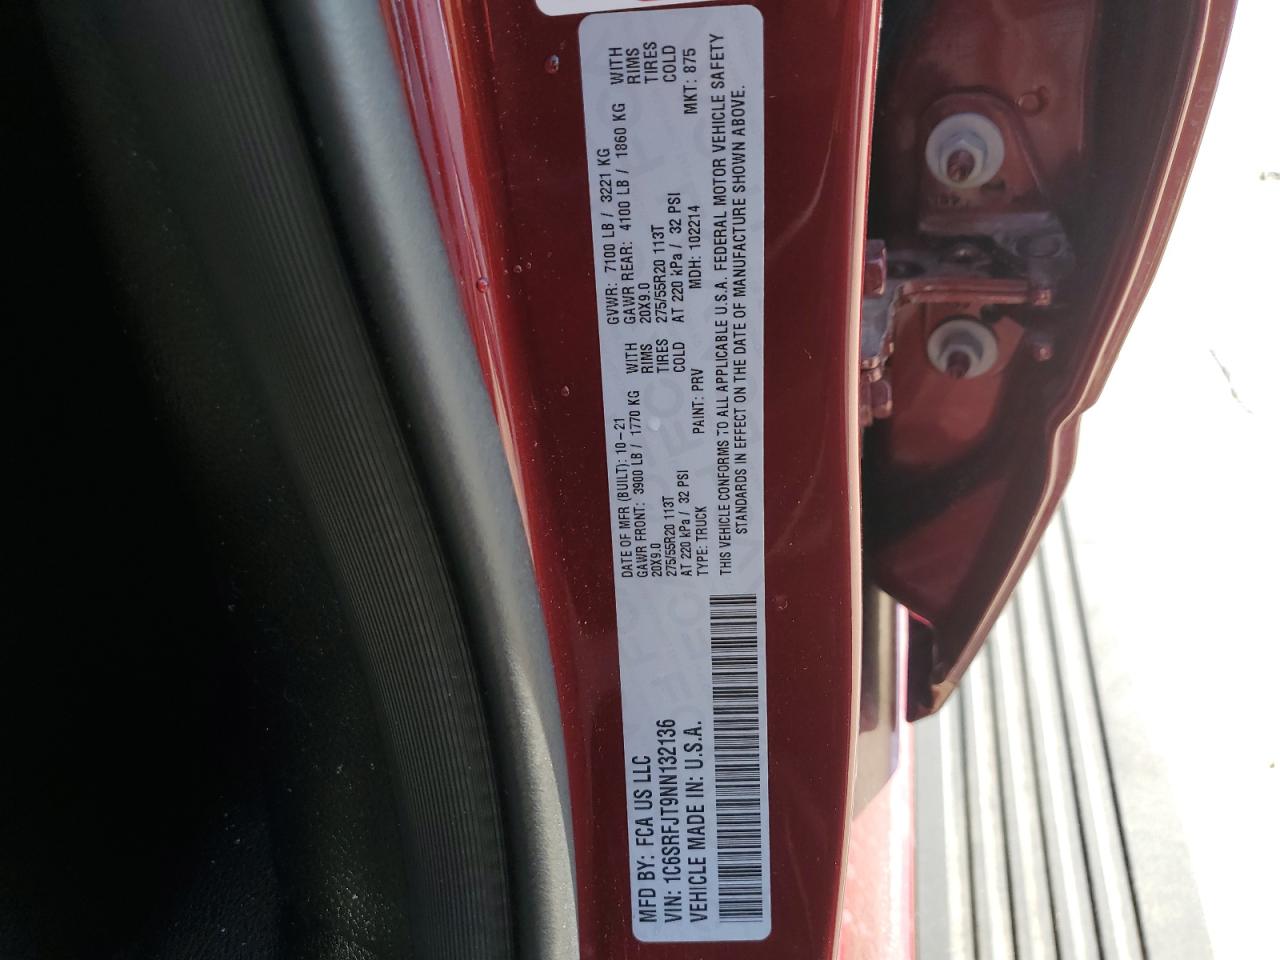 MFD BY: FCA US LLC
VIN: 1C6SRFJT9NN132136
VEHICLE MADE IN: U.S.A.
DATE OF MFR (BUILT): 10-21
GAWR FRONT: 3900 LB / 1770 KG WITH
20X9.0 RIMS
275/55R20 113T TIRES
AT 220 kPa / 32 PSI COLD
TYPE: TRUCK PAINT: PRV
GVWR: 7100 LB / 3221 KG
GAWR REAR: 4100 LB / 1860 KG WITH
20X9.0 RIMS
275/55R20 113T TIRES
AT 220 kPa / 32 PSI COLD
MDH: 102214 MKT: 875
THIS VEHICLE CONFORMS TO ALL APPLICABLE U.S.A. FEDERAL MOTOR VEHICLE SAFETY
STANDARDS IN EFFECT ON THE DATE OF MANUFACTURE SHOWN ABOVE.